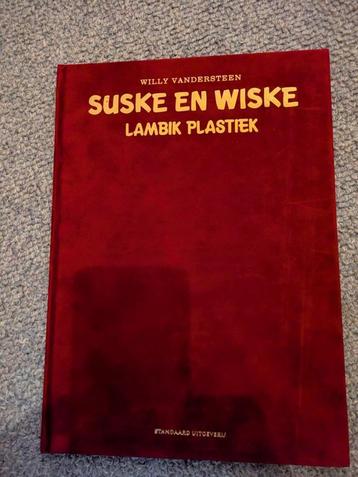 WILLY VANDERSTEEN
SUSKE EN WISKE
LAMBIK PLASTIEK
STANDAARD UITGEVERIJ